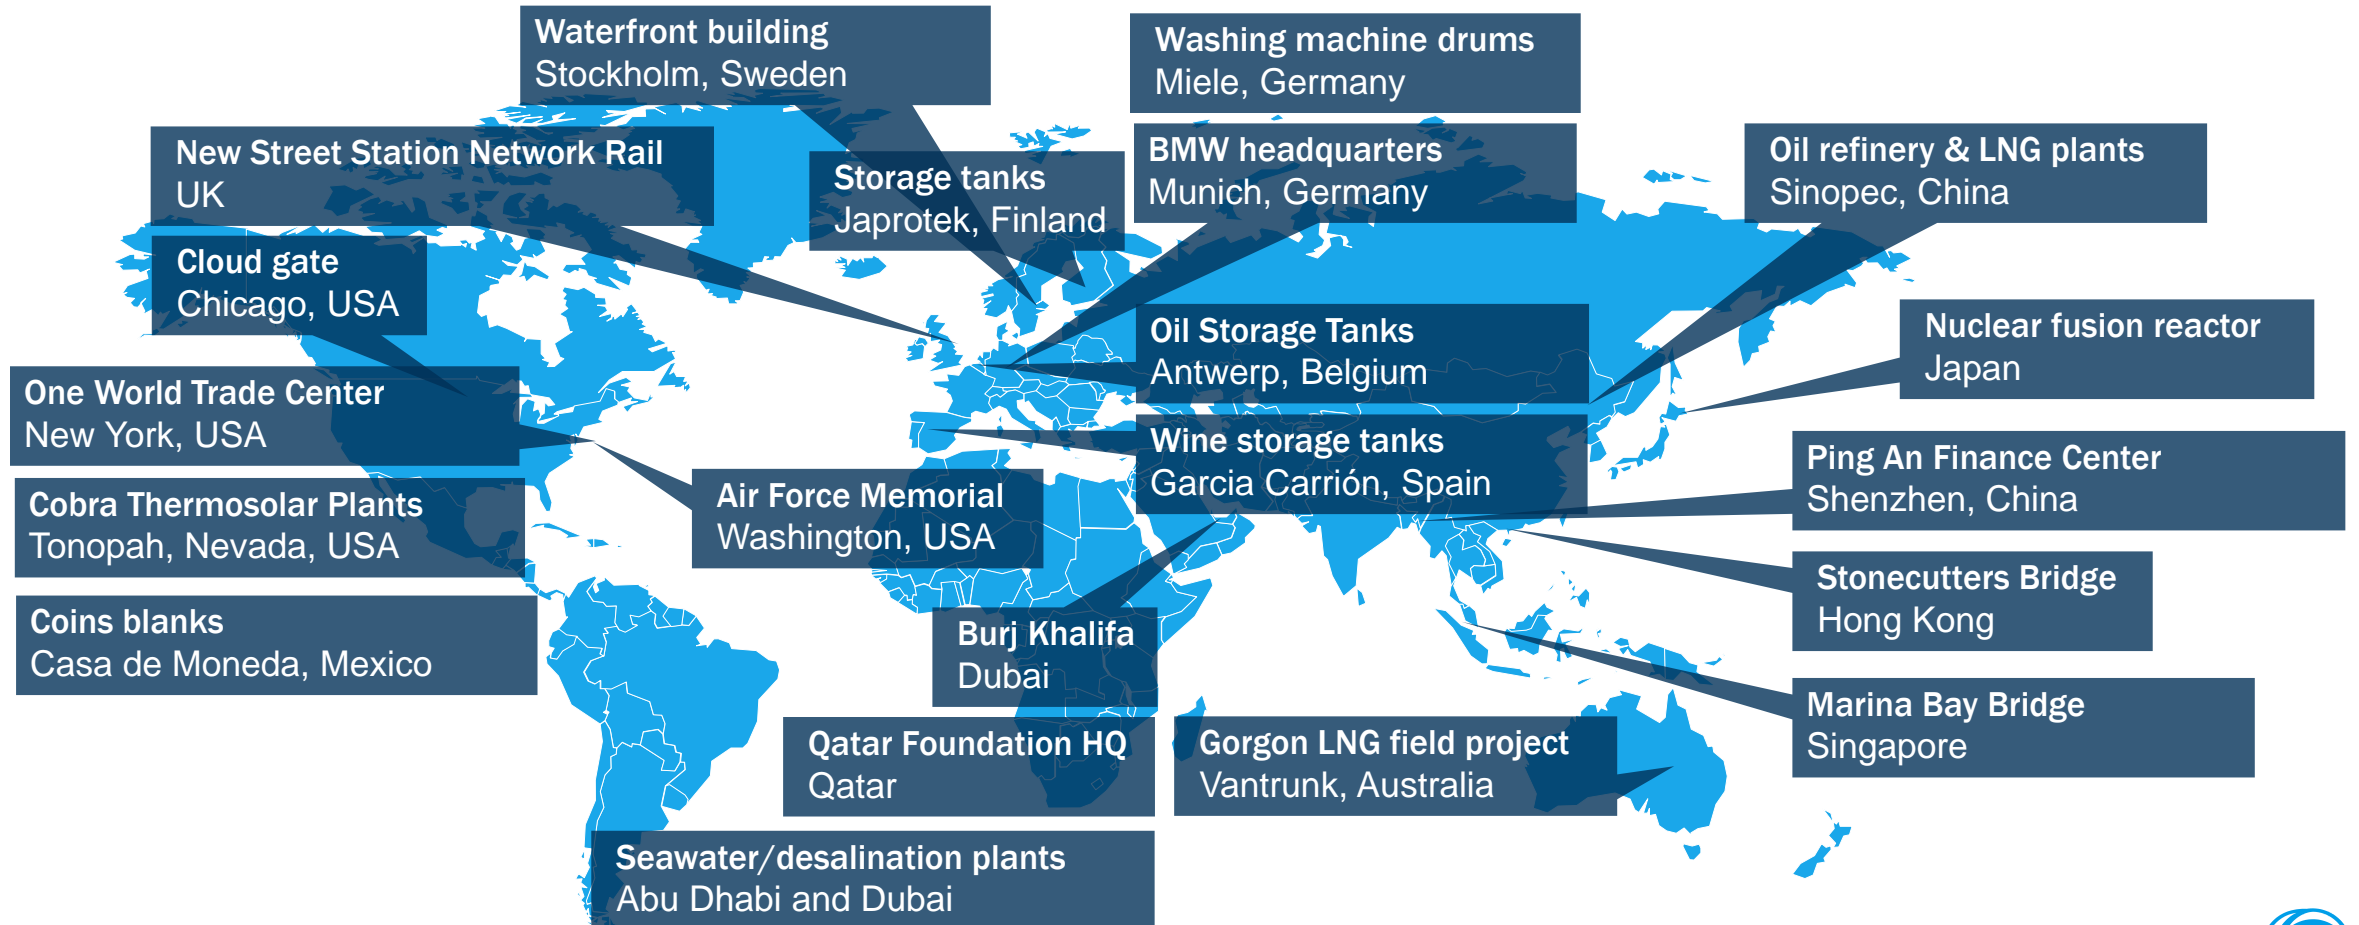 Waterfront building
Stockholm, Sweden
Washing machine drums
Miele, Germany
New Street Station Network Rail
UK
Storage tanks
Japrotek, Finland
BMW headquarters
Munich, Germany
Oil refinery & LNG plants
Sinopec, China
Cloud gate
Chicago, USA
Oil Storage Tanks
Antwerp, Belgium
Nuclear fusion reactor
Japan
One World Trade Center
New York, USA
Wine storage tanks
Garcia Carrión, Spain
Ping An Finance Center
Shenzhen, China
Cobra Thermosolar Plants
Tonopah, Nevada, USA
Air Force Memorial
Washington, USA
Stonecutters Bridge
Hong Kong
Coins blanks
Casa de Moneda, Mexico
Burj Khalifa
Dubai
Marina Bay Bridge
Singapore
Qatar Foundation HQ
Qatar
Gorgon LNG field project
Vantrunk, Australia
Seawater/desalination plants
Abu Dhabi and Dubai